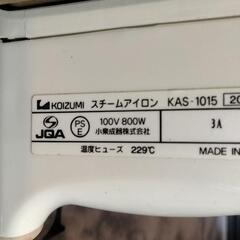 KOIZUMI スチームアイロン KAS-1015 20
JQA
PS
E
100V 800W
小泉成器株式会社
3A
温度ヒューズ 229℃
MADE IN